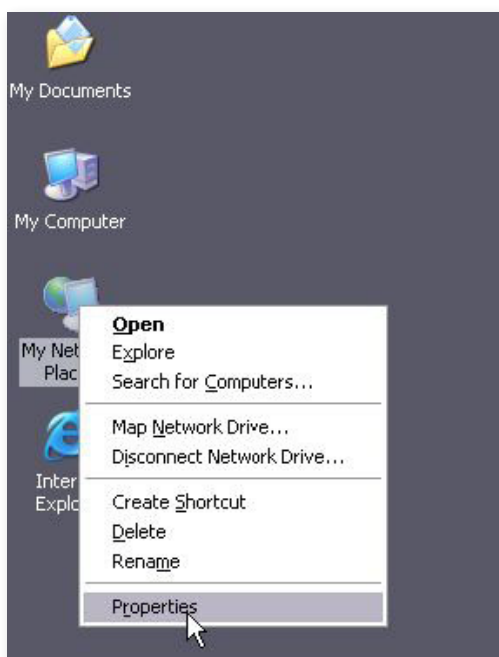 My Documents
My Computer
My Net
Plac
Open
Explore
Search for Computers...
Map Network Drive...
Disconnect Network Drive...
Inter
Explo
Create Shortcut
Delete
Rename
Properties